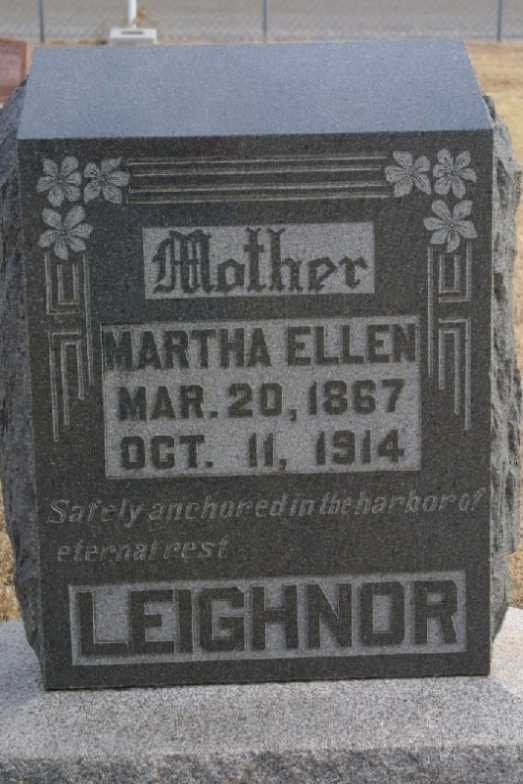 Mother
MARTHA ELLEN
MAR. 20, 1867
OCT. 11, 1914
Safely anchored in the harbor of
eternal rest
LEIGHNOR